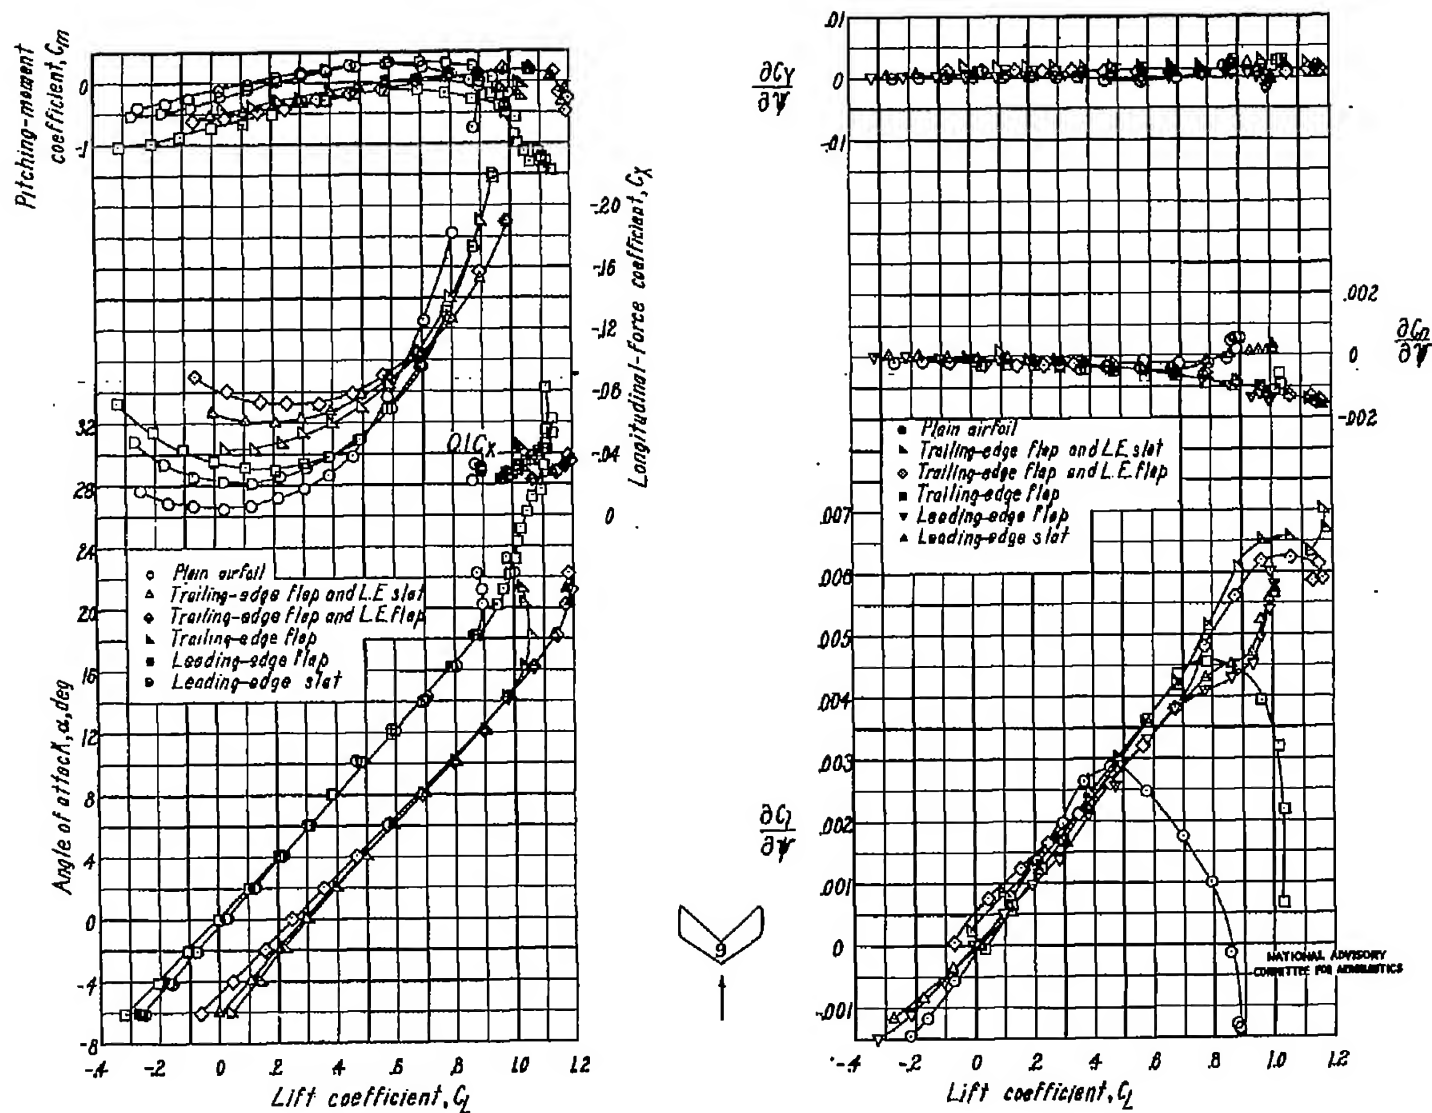 Pitching-moment
coefficient, Cm
0
-.1
Longitudinal-force coefficient, Cx
-.20
-.16
-.12
-.08
-.04
0
0.1Cx
Angle of attack, α, deg
32
28
24
20
16
12
8
4
0
-4
-8
Plain airfoil
Trailing-edge flap and L.E. slat
Trailing-edge flap and L.E. flap
Trailing-edge flap
Leading-edge flap
Leading-edge slat
-.4 -.2 0 .2 .4 .6 .8 1.0 1.2
Lift coefficient, CL
∂CY
∂ψ
.01
0
-.01
∂Cn
∂ψ
.002
0
-.002
Plain airfoil
Trailing-edge flap and L.E. slat
Trailing-edge flap and L.E. flap
Trailing-edge flap
Leading-edge flap
Leading-edge slat
∂Cl
∂ψ
.007
.006
.005
.004
.003
.002
.001
0
-.001
-.4 -.2 0 .2 .4 .6 .8 1.0 1.2
Lift coefficient, CL
9
NATIONAL ADVISORY
COMMITTEE FOR AERONAUTICS